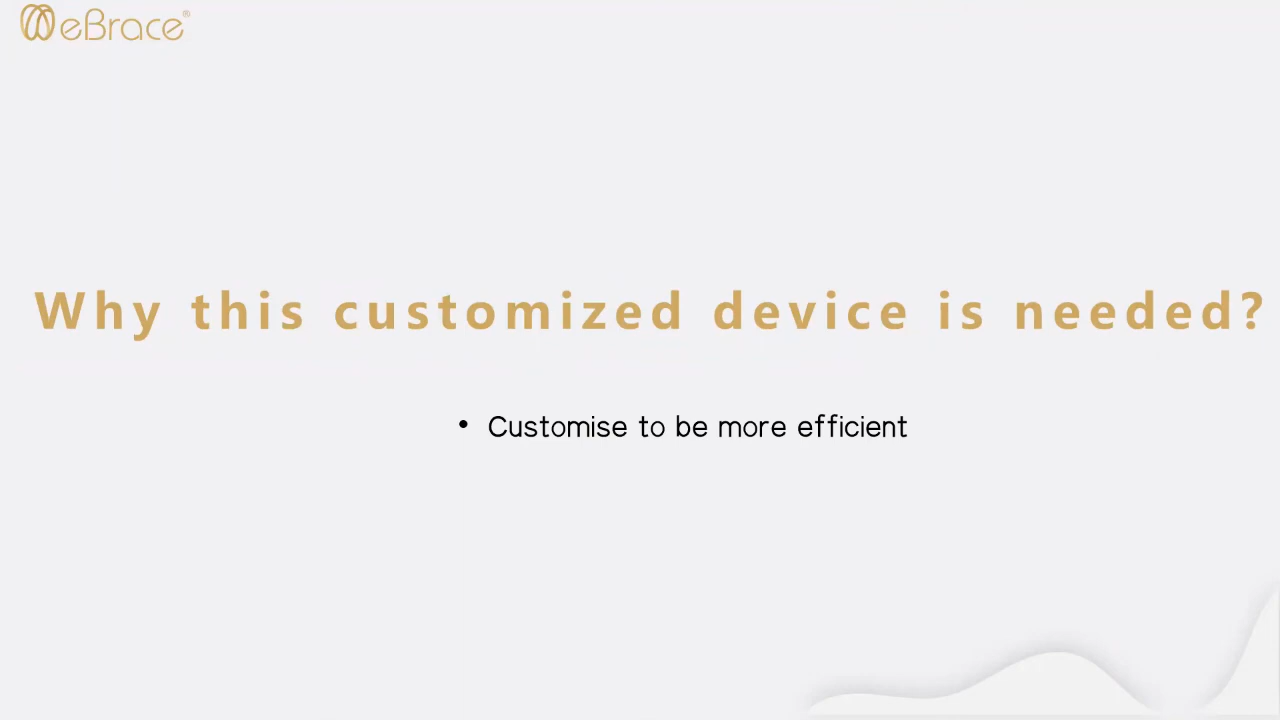 eBrace®
Why this customized device is needed?
• Customise to be more efficient